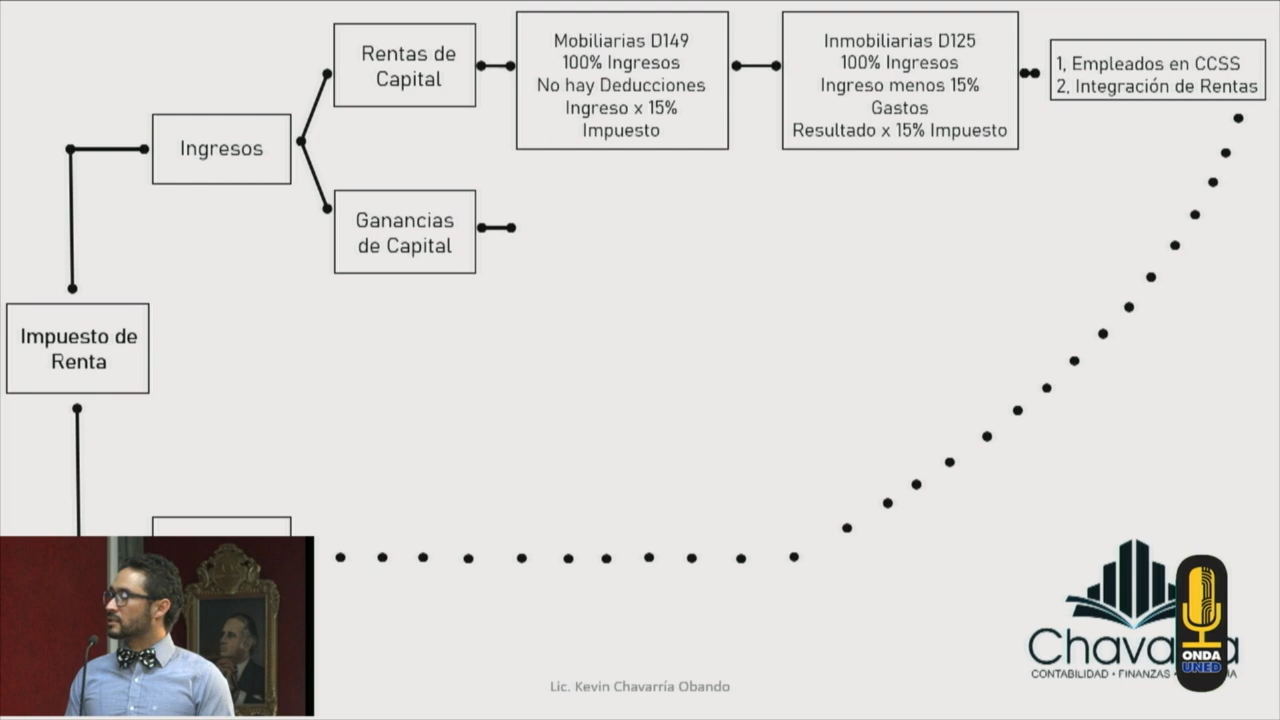 Rentas de
Capital
Mobiliarias D149
100% Ingresos
No hay Deducciones
Ingreso x 15%
Impuesto
Inmobiliarias D125
100% Ingresos
Ingreso menos 15%
Gastos
Resultado x 15% Impuesto
1, Empleados en CCSS
2, Integración de Rentas
Ingresos
Ganancias
de Capital
Impuesto de
Renta
CONTABILIDAD • FINANZAS
ONDA
UNED
Lic. Kevin Chavarría Obando